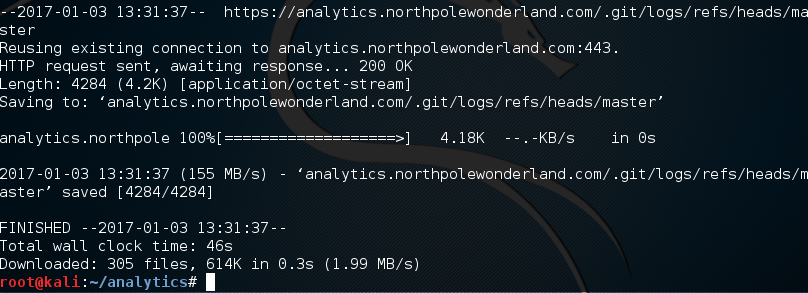 --2017-01-03 13:31:37--  https://analytics.northpolewonderland.com/.git/logs/refs/heads/ma
ster
Reusing existing connection to analytics.northpolewonderland.com:443.
HTTP request sent, awaiting response... 200 OK
Length: 4284 (4.2K) [application/octet-stream]
Saving to: ‘analytics.northpolewonderland.com/.git/logs/refs/heads/master’
analytics.northpole 100%[===================>]   4.18K  --.-KB/s    in 0s
2017-01-03 13:31:37 (155 MB/s) - ‘analytics.northpolewonderland.com/.git/logs/refs/heads/m
aster’ saved [4284/4284]
FINISHED --2017-01-03 13:31:37--
Total wall clock time: 46s
Downloaded: 305 files, 614K in 0.3s (1.99 MB/s)
root@kali:~/analytics#